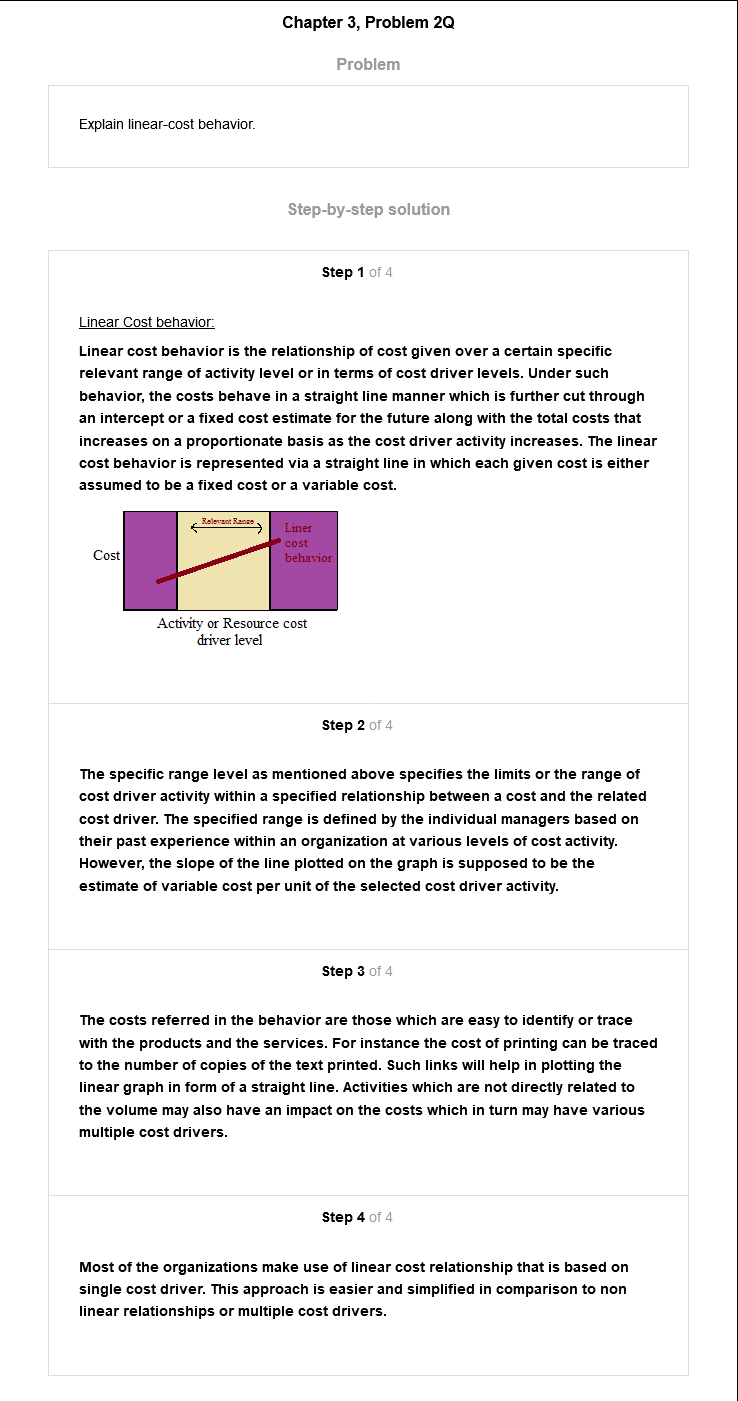 Chapter 3, Problem 2Q
Problem
Explain linear-cost behavior.
Step-by-step solution
Step 1 of 4
Linear Cost behavior:
Linear cost behavior is the relationship of cost given over a certain specific
relevant range of activity level or in terms of cost driver levels. Under such
behavior, the costs behave in a straight line manner which is further cut through
an intercept or a fixed cost estimate for the future along with the total costs that
increases on a proportionate basis as the cost driver activity increases. The linear
cost behavior is represented via a straight line in which each given cost is either
assumed to be a fixed cost or a variable cost.
Relevant Range
Liner
cost
behavior
Cost
Activity or Resource cost
driver level
Step 2 of 4
The specific range level as mentioned above specifies the limits or the range of
cost driver activity within a specified relationship between a cost and the related
cost driver. The specified range is defined by the individual managers based on
their past experience within an organization at various levels of cost activity.
However, the slope of the line plotted on the graph is supposed to be the
estimate of variable cost per unit of the selected cost driver activity.
Step 3 of 4
The costs referred in the behavior are those which are easy to identify or trace
with the products and the services. For instance the cost of printing can be traced
to the number of copies of the text printed. Such links will help in plotting the
linear graph in form of a straight line. Activities which are not directly related to
the volume may also have an impact on the costs which in turn may have various
multiple cost drivers.
Step 4 of 4
Most of the organizations make use of linear cost relationship that is based on
single cost driver. This approach is easier and simplified in comparison to non
linear relationships or multiple cost drivers.